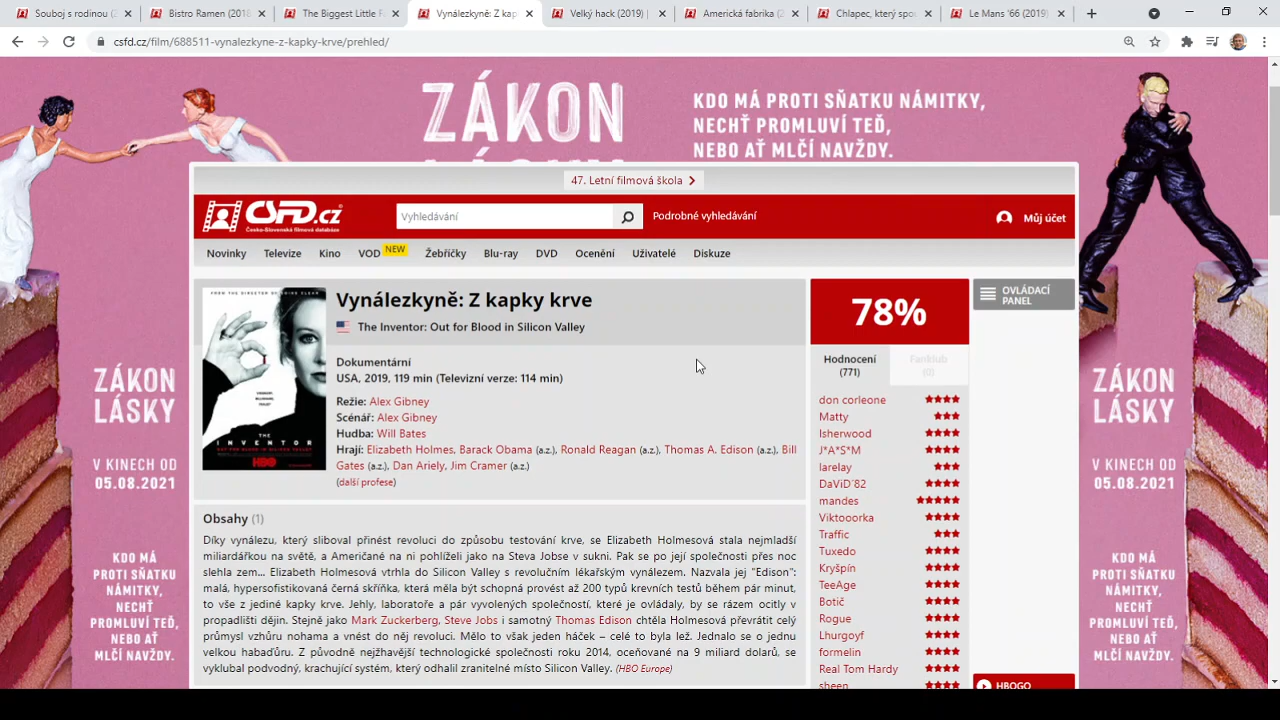 Souboj s rodinou (2
Bistro Ramen (2018
The Biggest Little F
Vynálezkyně: Z kap
Velký hack (2019) |
Americká fabrika (2
Chlapec, který spo
Le Mans '66 (2019)
csfd.cz/film/688511-vynalezkyne-z-kapky-krve/prehled/
ZÁKON
KDO MÁ PROTI SŇATKU NÁMITKY,
NECHŤ PROMLUVÍ TEĎ,
NEBO AŤ MLČÍ NAVŽDY.
47. Letní filmová škola
ČSFD.cz
Česko-Slovenská filmová databáze
Vyhledávání
Podrobné vyhledávání
Můj účet
Novinky Televize Kino VOD NEW Žebříčky Blu-ray DVD Ocenění Uživatelé Diskuze
Vynálezkyně: Z kapky krve
The Inventor: Out for Blood in Silicon Valley
Dokumentární
USA, 2019, 119 min (Televizní verze: 114 min)
Režie: Alex Gibney
Scénář: Alex Gibney
Hudba: Will Bates
Hrají: Elizabeth Holmes, Barack Obama (a.z.), Ronald Reagan (a.z.), Thomas A. Edison (a.z.), Bill
Gates (a.z.), Dan Ariely, Jim Cramer (a.z.)
(další profese)
THE
INVENTOR
HBO
Obsahy (1)
Díky vynálezu, který sliboval přinést revoluci do způsobu testování krve, se Elizabeth Holmesová stala nejmladší
miliardářkou na světě, a Američané na ni pohlíželi jako na Steva Jobse v sukni. Pak se po její společnosti přes noc
slehla zem... Elizabeth Holmesová vtrhla do Silicon Valley s revolučním lékařským vynálezem. Nazvala jej "Edison":
malá, hypersofistikovaná černá skříňka, která měla být schopná provést až 200 typů krevních testů během pár minut,
to vše z jediné kapky krve. Jehly, laboratoře a pár vyvolených společností, které je ovládaly, by se rázem ocitly v
propadlišti dějin. Stejně jako Mark Zuckerberg, Steve Jobs i samotný Thomas Edison chtěla Holmesová převrátit celý
průmysl vzhůru nohama a vnést do něj revoluci. Mělo to však jeden háček – celé to byla lež. Jednalo se o jednu
velkou habaďůru. Z původně nejžhavější technologické společnosti roku 2014, oceňované na 9 miliard dolarů, se
vyklubal podvodný, krachující systém, který odhalil zranitelné místo Silicon Valley. (HBO Europe)
78%
Hodnocení
(771)
Fanklub
(0)
don corleone
Matty
Isherwood
J*A*S*M
larelay
DaViD´82
mandes
Viktooorka
Traffic
Tuxedo
Kryšpín
TeeAge
Botič
Rogue
Lhurgoyf
formelin
Real Tom Hardy
sheen
OVLÁDACÍ
PANEL
HBOGO
ZÁKON
LÁSKY
V KINECH OD
05.08.2021
KDO MÁ
PROTI SŇATKU
NÁMITKY,
NECHŤ
PROMLUVÍ TEĎ,
NEBO AŤ
MLČÍ NAVŽDY.
ZÁKON
LÁSKY
V KINECH OD
05.08.2021
KDO MÁ
PROTI SŇATKU
NÁMITKY,
NECHŤ
PROMLUVÍ TEĎ,
NEBO AŤ
MLČÍ NAVŽDY.